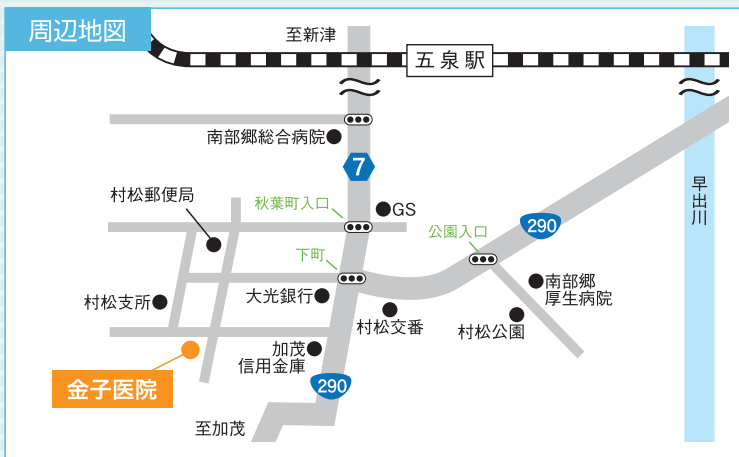 周辺地図
至新津
五泉駅
南部郷総合病院
7
村松郵便局
秋葉町入口
GS
早出川
290
公園入口
下町
南部郷
厚生病院
村松支所
大光銀行
村松交番
村松公園
加茂
信用金庫
金子医院
290
至加茂